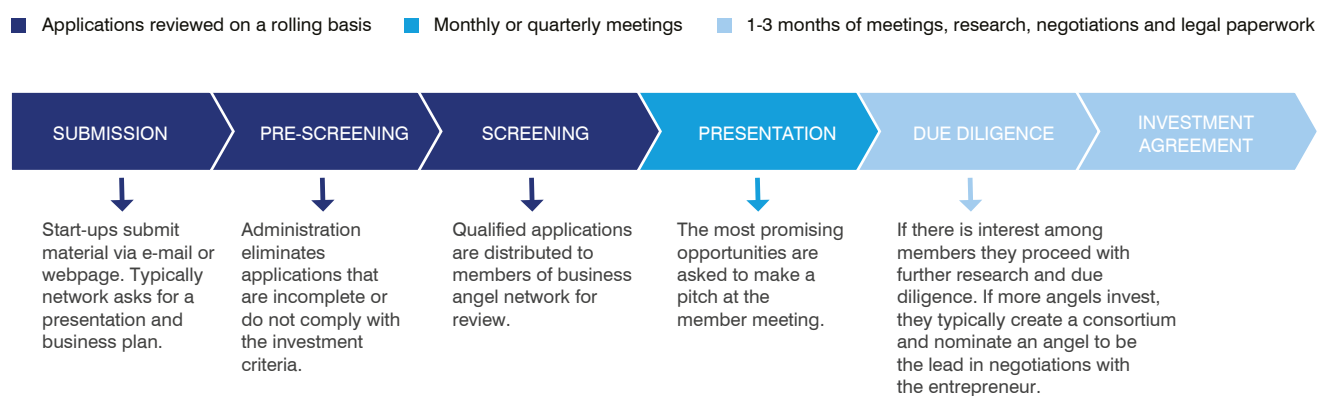 Applications reviewed on a rolling basis
Monthly or quarterly meetings
1-3 months of meetings, research, negotiations and legal paperwork
SUBMISSION
PRE-SCREENING
SCREENING
PRESENTATION
DUE DILIGENCE
INVESTMENT
AGREEMENT
Start-ups submit
material via e-mail or
webpage. Typically
network asks for a
presentation and
business plan.
Administration
eliminates
applications that
are incomplete or
do not comply with
the investment
criteria.
Qualified applications
are distributed to
members of business
angel network for
review.
The most promising
opportunities are
asked to make a
pitch at the
member meeting.
If there is interest among
members they proceed with
further research and due
diligence. If more angels invest,
they typically create a consortium
and nominate an angel to be
the lead in negotiations with
the entrepreneur.